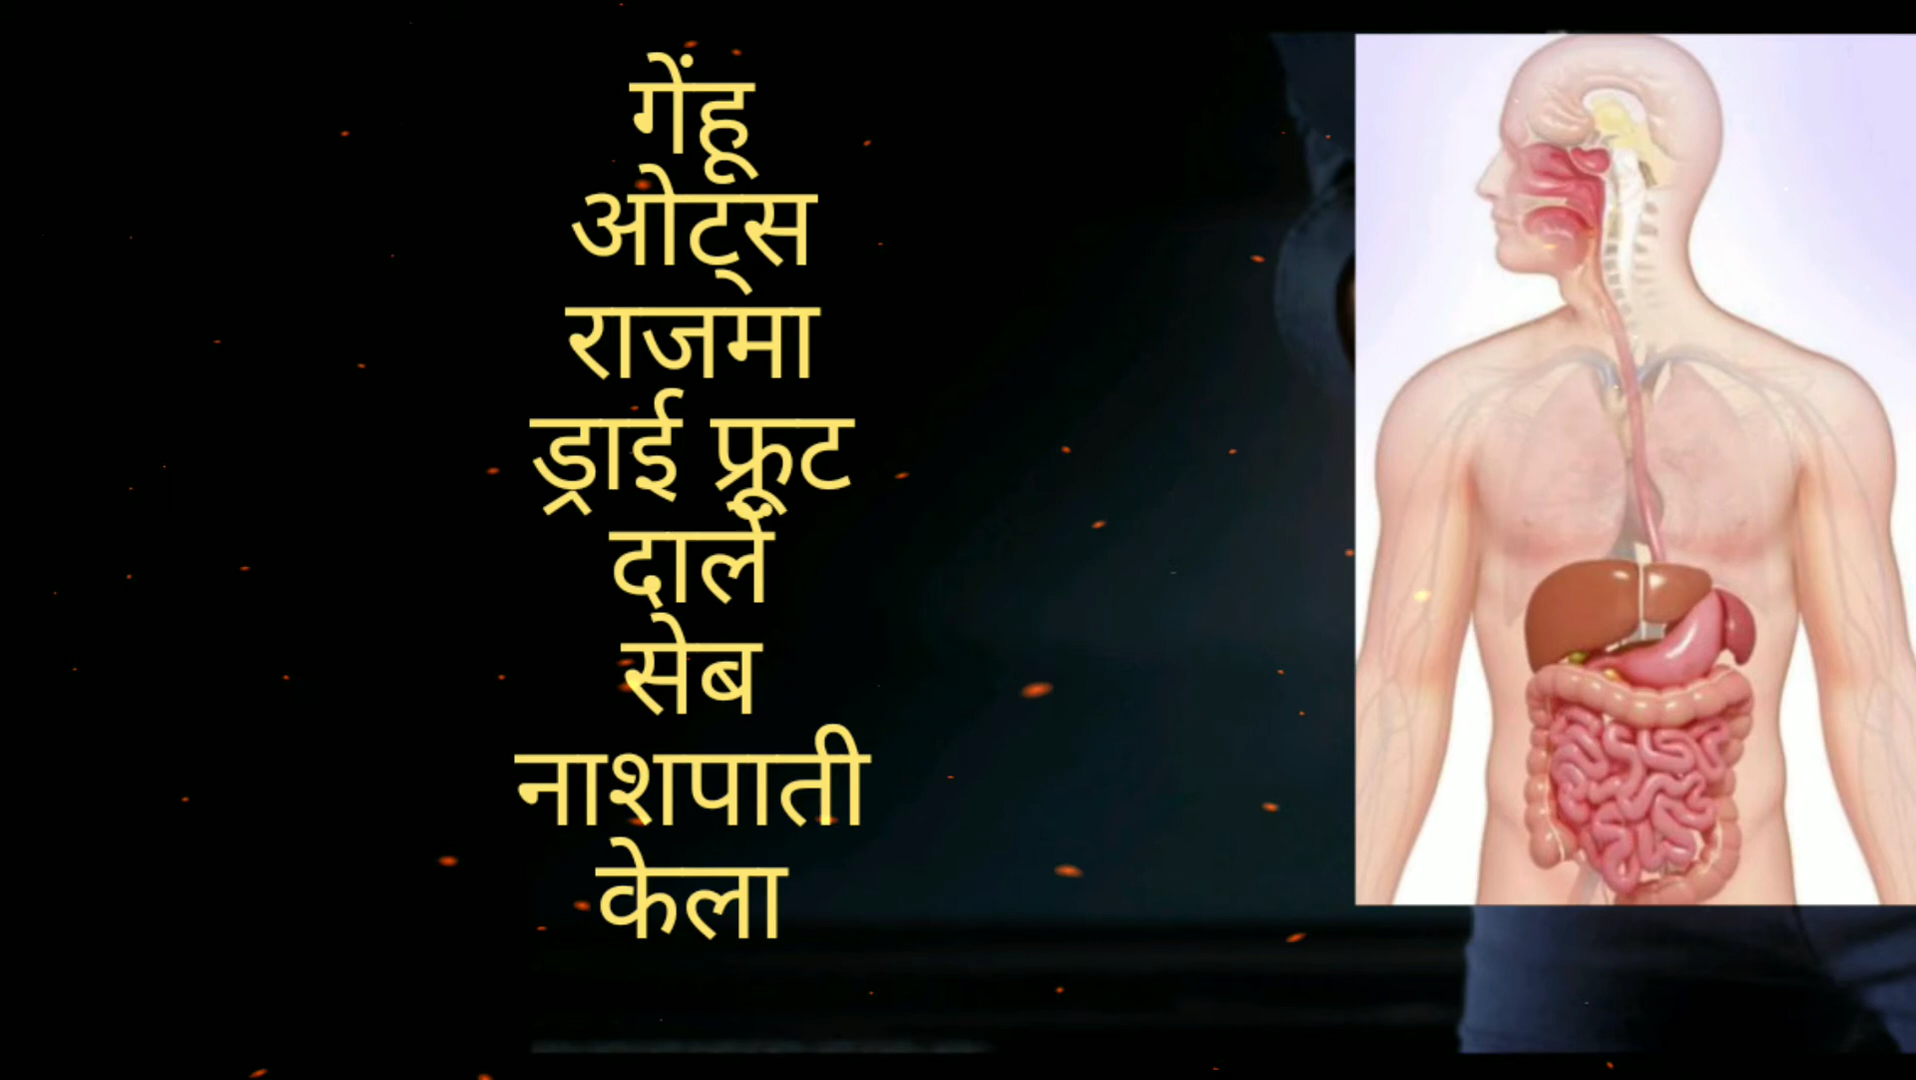 गेंहू
ओट्स
राजमा
ड्राई फ्रूट
दालें
सेब
नाशपाती
केला